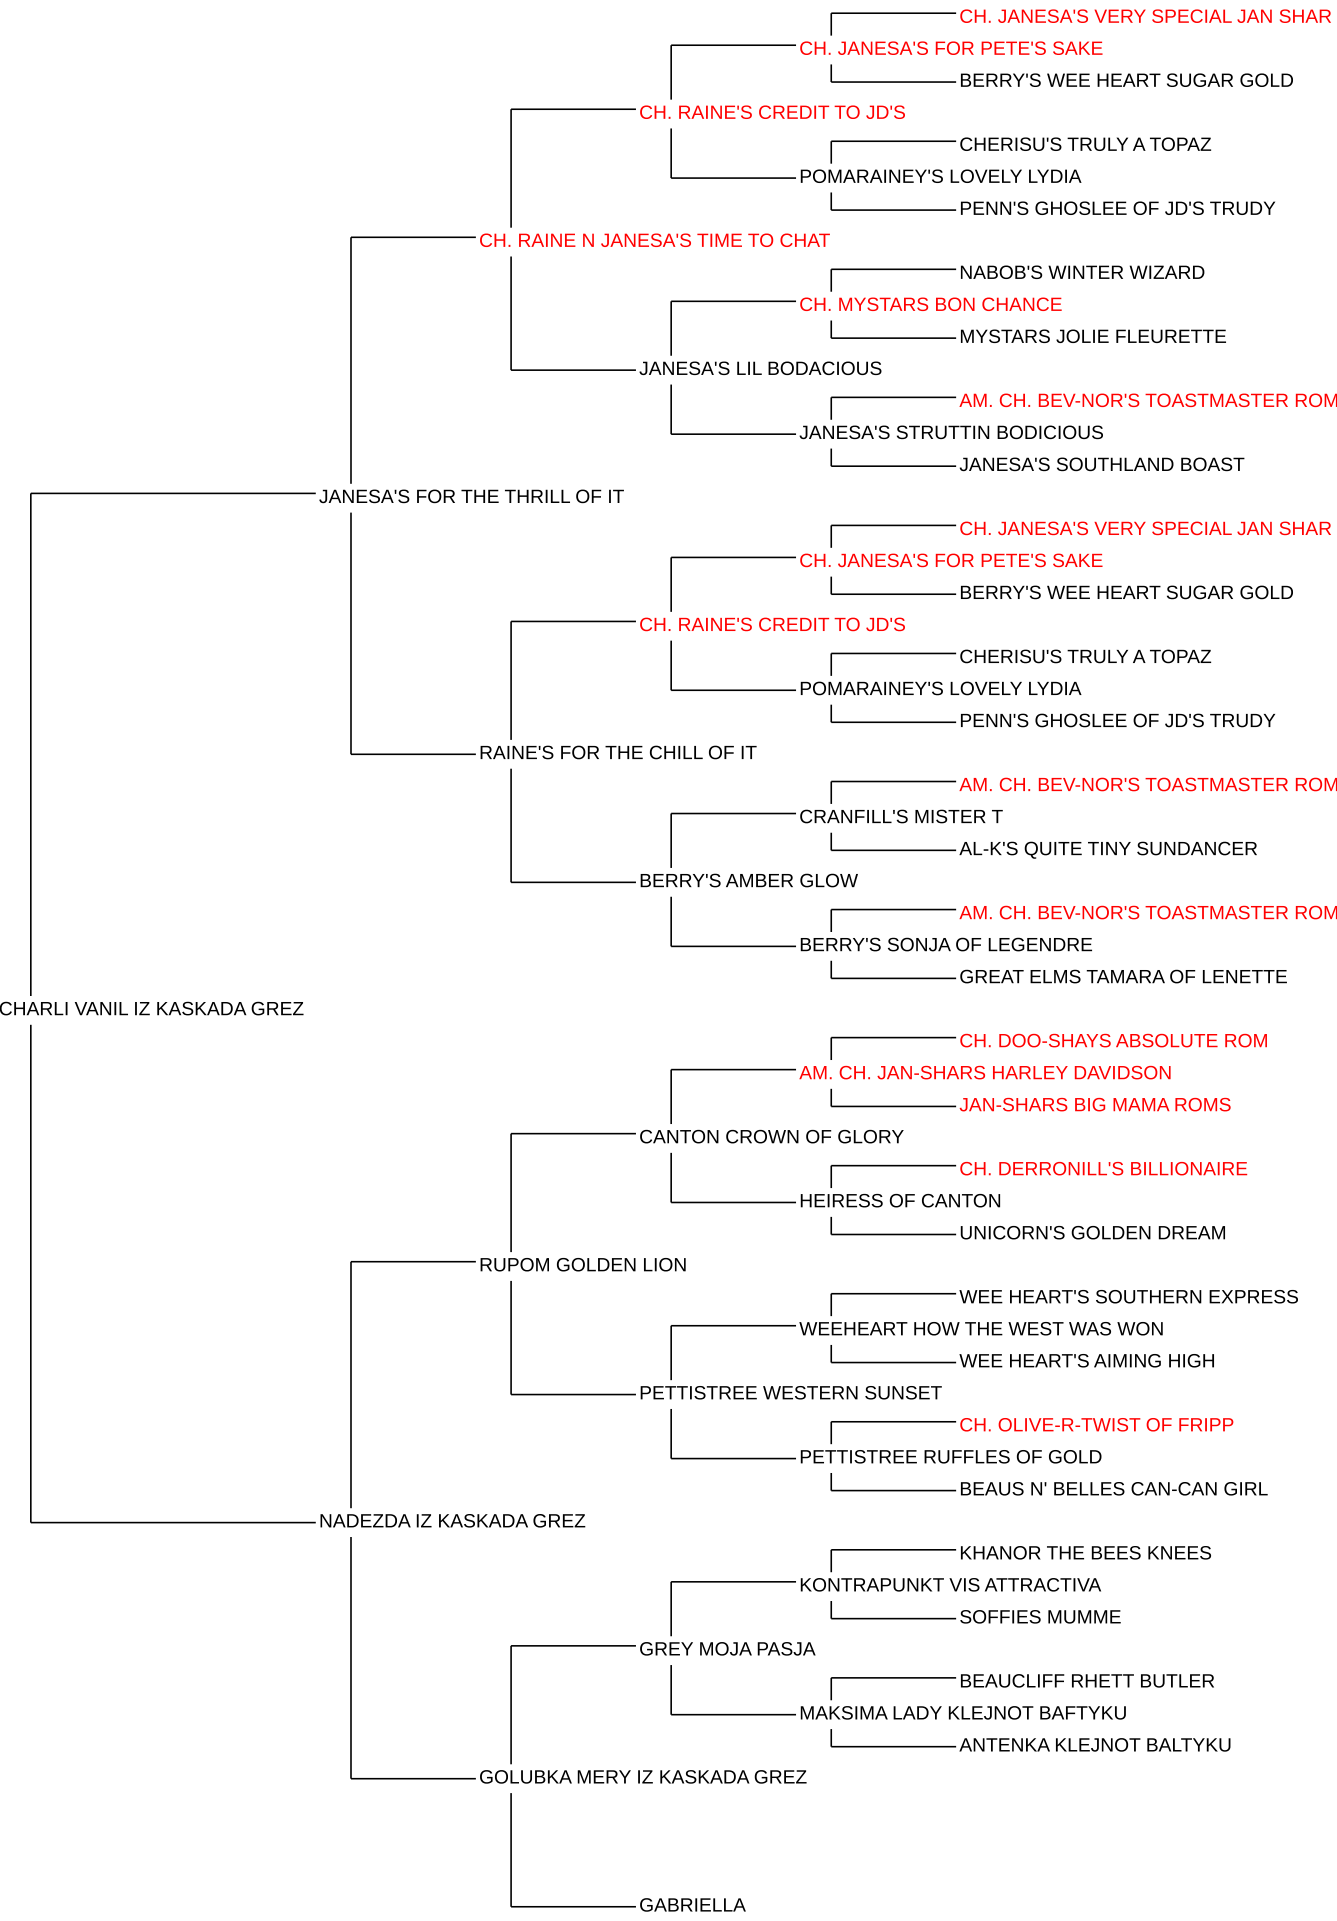 CH. JANESA'S VERY SPECIAL JAN SHAR
CH. JANESA'S FOR PETE'S SAKE
BERRY'S WEE HEART SUGAR GOLD
CH. RAINE'S CREDIT TO JD'S
CHERISU'S TRULY A TOPAZ
POMARAINEY'S LOVELY LYDIA
PENN'S GHOSLEE OF JD'S TRUDY
CH. RAINE N JANESA'S TIME TO CHAT
NABOB'S WINTER WIZARD
CH. MYSTARS BON CHANCE
MYSTARS JOLIE FLEURETTE
JANESA'S LIL BODACIOUS
AM. CH. BEV-NOR'S TOASTMASTER ROM
JANESA'S STRUTTIN BODICIOUS
JANESA'S SOUTHLAND BOAST
JANESA'S FOR THE THRILL OF IT
CH. JANESA'S VERY SPECIAL JAN SHAR
CH. JANESA'S FOR PETE'S SAKE
BERRY'S WEE HEART SUGAR GOLD
CH. RAINE'S CREDIT TO JD'S
CHERISU'S TRULY A TOPAZ
POMARAINEY'S LOVELY LYDIA
PENN'S GHOSLEE OF JD'S TRUDY
RAINE'S FOR THE CHILL OF IT
AM. CH. BEV-NOR'S TOASTMASTER ROM
CRANFILL'S MISTER T
AL-K'S QUITE TINY SUNDANCER
BERRY'S AMBER GLOW
AM. CH. BEV-NOR'S TOASTMASTER ROM
BERRY'S SONJA OF LEGENDRE
GREAT ELMS TAMARA OF LENETTE
CHARLI VANIL IZ KASKADA GREZ
CH. DOO-SHAYS ABSOLUTE ROM
AM. CH. JAN-SHARS HARLEY DAVIDSON
JAN-SHARS BIG MAMA ROMS
CANTON CROWN OF GLORY
CH. DERRONILL'S BILLIONAIRE
HEIRESS OF CANTON
UNICORN'S GOLDEN DREAM
RUPOM GOLDEN LION
WEE HEART'S SOUTHERN EXPRESS
WEEHEART HOW THE WEST WAS WON
WEE HEART'S AIMING HIGH
PETTISTREE WESTERN SUNSET
CH. OLIVE-R-TWIST OF FRIPP
PETTISTREE RUFFLES OF GOLD
BEAUS N' BELLES CAN-CAN GIRL
NADEZDA IZ KASKADA GREZ
KHANOR THE BEES KNEES
KONTRAPUNKT VIS ATTRACTIVA
SOFFIES MUMME
GREY MOJA PASJA
BEAUCLIFF RHETT BUTLER
MAKSIMA LADY KLEJNOT BAFTYKU
ANTENKA KLEJNOT BALTYKU
GOLUBKA MERY IZ KASKADA GREZ
GABRIELLA